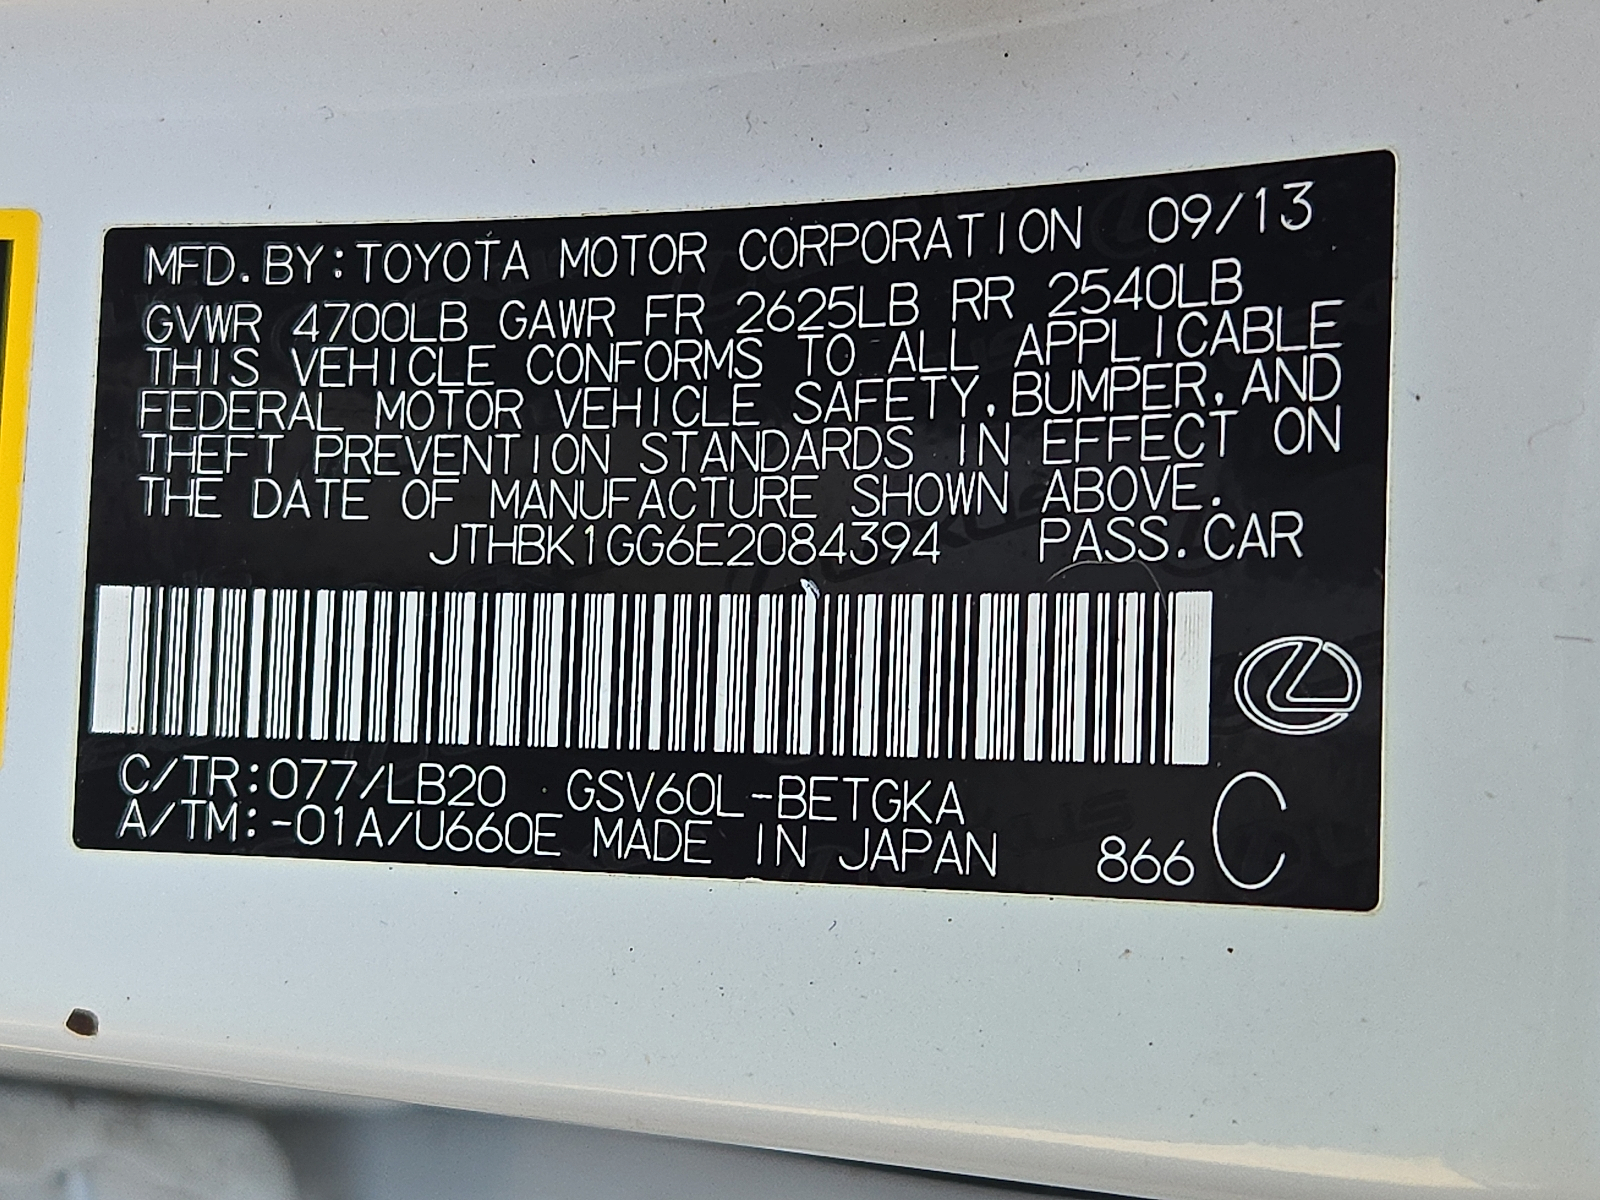 MFD. BY: TOYOTA MOTOR CORPORATION 09/13
GVWR 4700LB GAWR FR 2625LB RR 2540LB
THIS VEHICLE CONFORMS TO ALL APPLICABLE
FEDERAL MOTOR VEHICLE SAFETY, BUMPER, AND
THEFT PREVENTION STANDARDS IN EFFECT ON
THE DATE OF MANUFACTURE SHOWN ABOVE.
JTHBK1GG6E2084394 PASS. CAR
C/TR: 077/LB20 GSV60L-BETGKA
A/TM: -01A/U660E MADE IN JAPAN 866 C